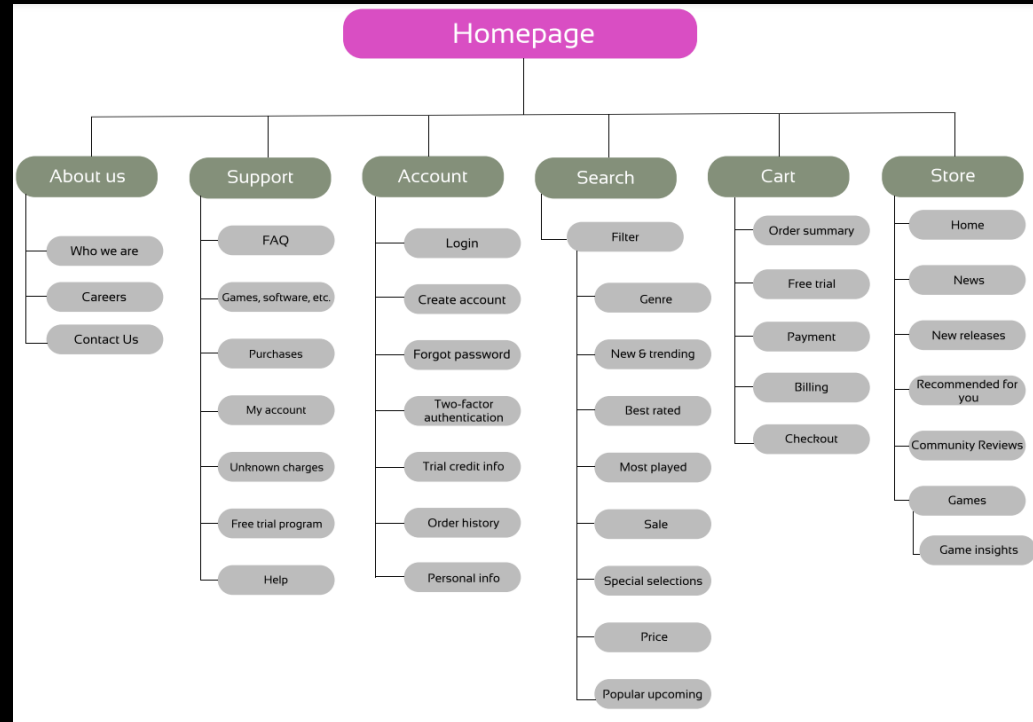 Homepage
About us
Who we are
Careers
Contact Us
Support
FAQ
Games, software, etc.
Purchases
My account
Unknown charges
Free trial program
Help
Account
Login
Create account
Forgot password
Two-factor
authentication
Trial credit info
Order history
Personal info
Search
Filter
Genre
New & trending
Best rated
Most played
Sale
Special selections
Price
Popular upcoming
Cart
Order summary
Free trial
Payment
Billing
Checkout
Store
Home
News
New releases
Recommended for
you
Community Reviews
Games
Game insights